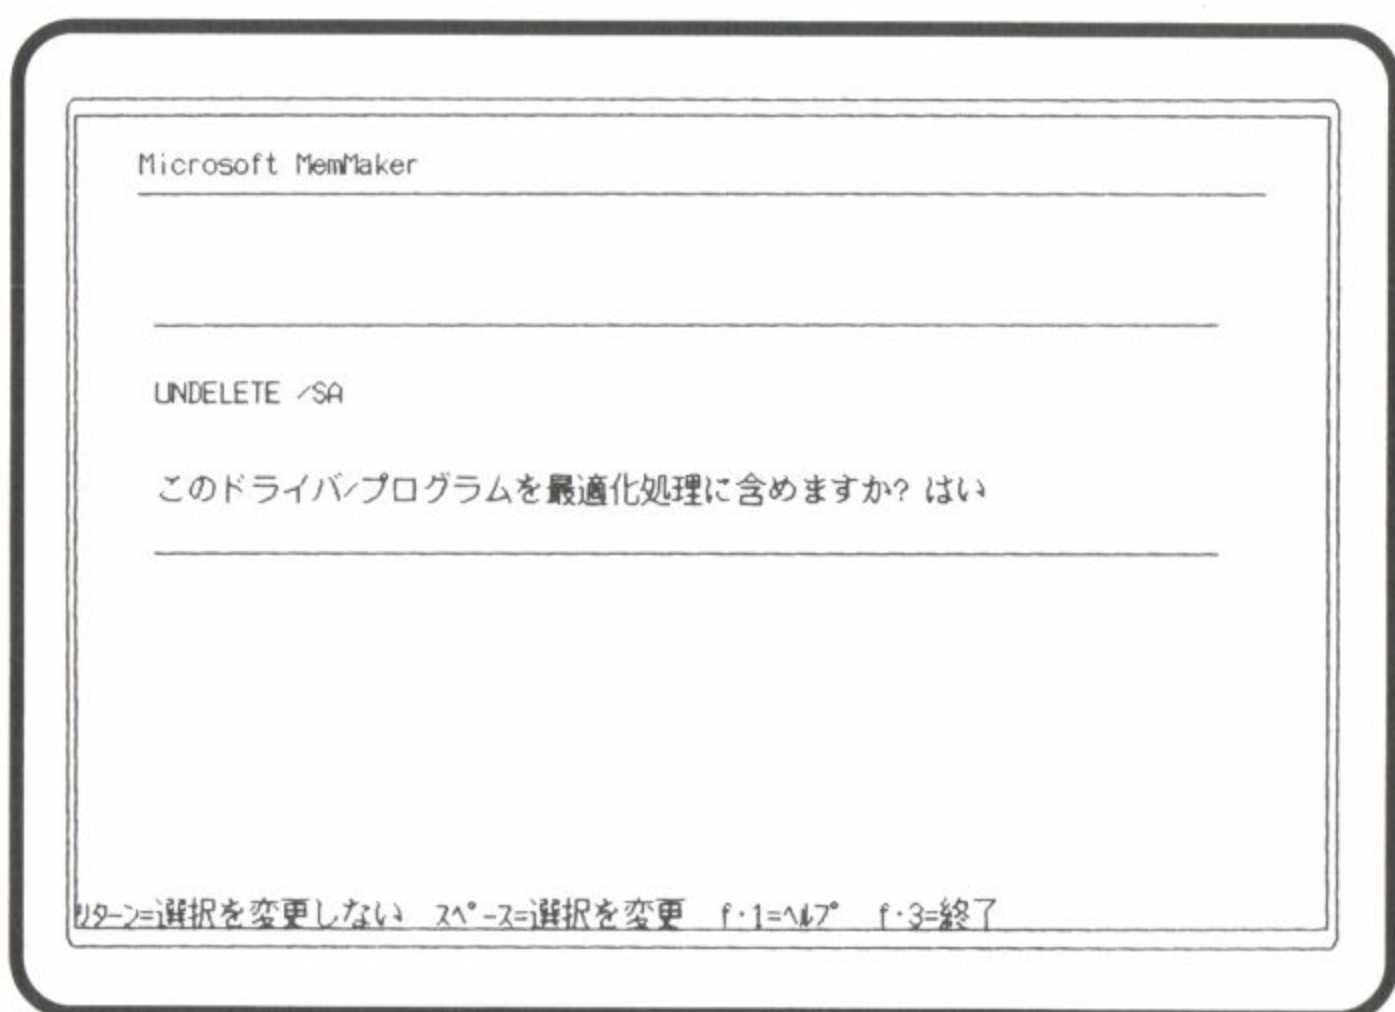 Microsoft MemMaker
UNDELETE /SA
このドライバ/プログラムを最適化処理に含めますか? はい
ﾘﾀｰﾝ=選択を変更しない ｽﾍﾟｰｽ=選択を変更 f・1=ﾍﾙﾌﾟ f・3=終了